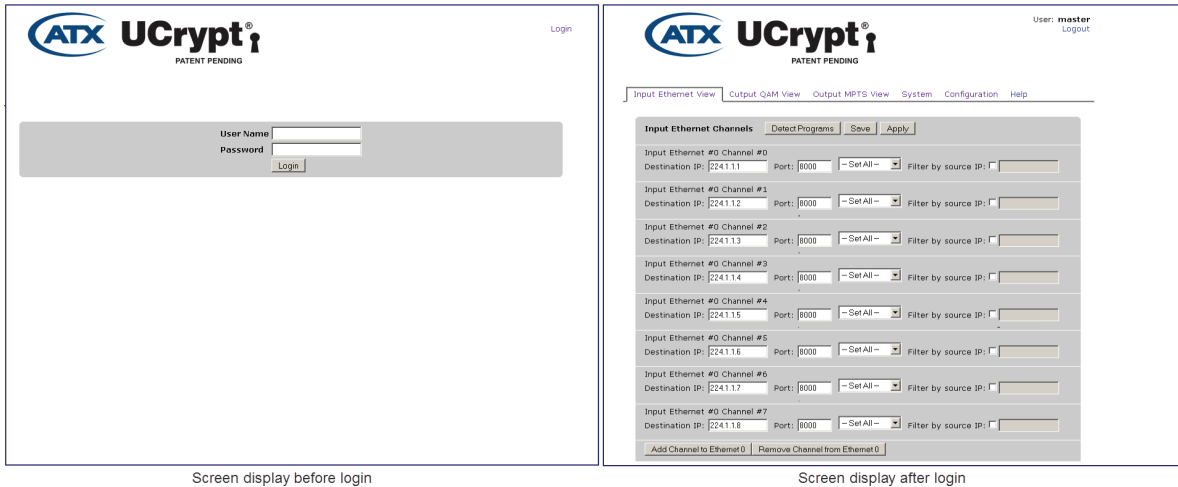 ATX UCrypt®
PATENT PENDING
Login
User Name
Password
Login
Screen display before login
ATX UCrypt®
PATENT PENDING
User: master
Logout
Input Ethernet View Cutput QAM View Output MPTS View System Configuration Help
Input Ethernet Channels Detect Programs Save Apply
Input Ethernet #0 Channel #0
Destination IP: 224.1.1.1 Port: 8000 -- Set All -- Filter by source IP:
Input Ethernet #0 Channel #1
Destination IP: 224.1.1.2 Port: 8000 -- Set All -- Filter by source IP:
Input Ethernet #0 Channel #2
Destination IP: 224.1.1.3 Port: 8000 -- Set All -- Filter by source IP:
Input Ethernet #0 Channel #3
Destination IP: 224.1.1.4 Port: 8000 -- Set All -- Filter by source IP:
Input Ethernet #0 Channel #4
Destination IP: 224.1.1.5 Port: 8000 -- Set All -- Filter by source IP:
Input Ethernet #0 Channel #5
Destination IP: 224.1.1.6 Port: 8000 -- Set All -- Filter by source IP:
Input Ethernet #0 Channel #6
Destination IP: 224.1.1.7 Port: 8000 -- Set All -- Filter by source IP:
Input Ethernet #0 Channel #7
Destination IP: 224.1.1.8 Port: 8000 -- Set All -- Filter by source IP:
Add Channel to Ethernet 0 Remove Channel from Ethernet 0
Screen display after login